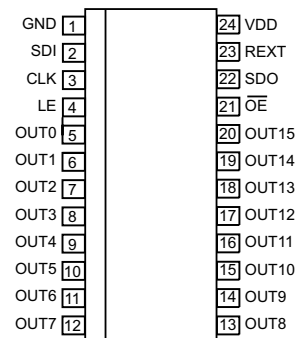 GND 1 24 VDD
SDI 2 23 REXT
CLK 3 22 SDO
LE 4 21 O̅E̅
OUT0 5 20 OUT15
OUT1 6 19 OUT14
OUT2 7 18 OUT13
OUT3 8 17 OUT12
OUT4 9 16 OUT11
OUT5 10 15 OUT10
OUT6 11 14 OUT9
OUT7 12 13 OUT8